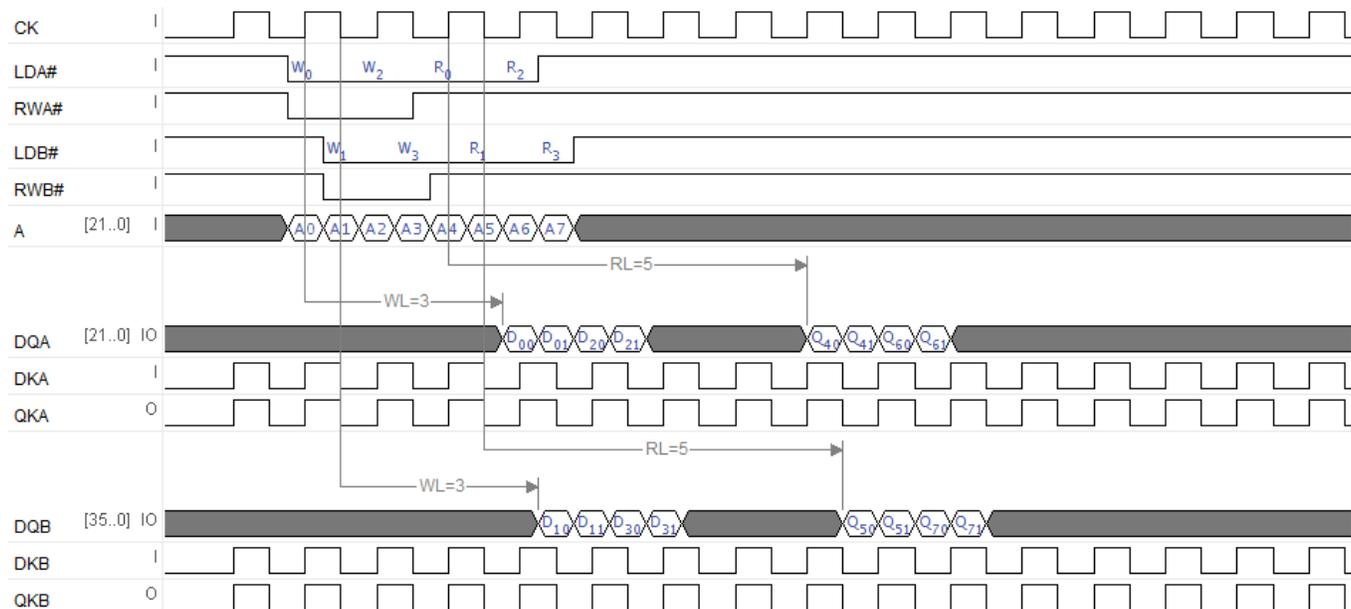 CK I
LDA# I W0 W2 R0 R2
RWA# I
LDB# I W1 W3 R1 R3
RWB# I
A [21..0] I A0 A1 A2 A3 A4 A5 A6 A7
RL=5
WL=3
DQA [21..0] IO D00 D01 D20 D21 Q40 Q41 Q60 Q61
DKA I
QKA O
RL=5
WL=3
DQB [35..0] IO D10 D11 D30 D31 Q50 Q51 Q70 Q71
DKB I
QKB O